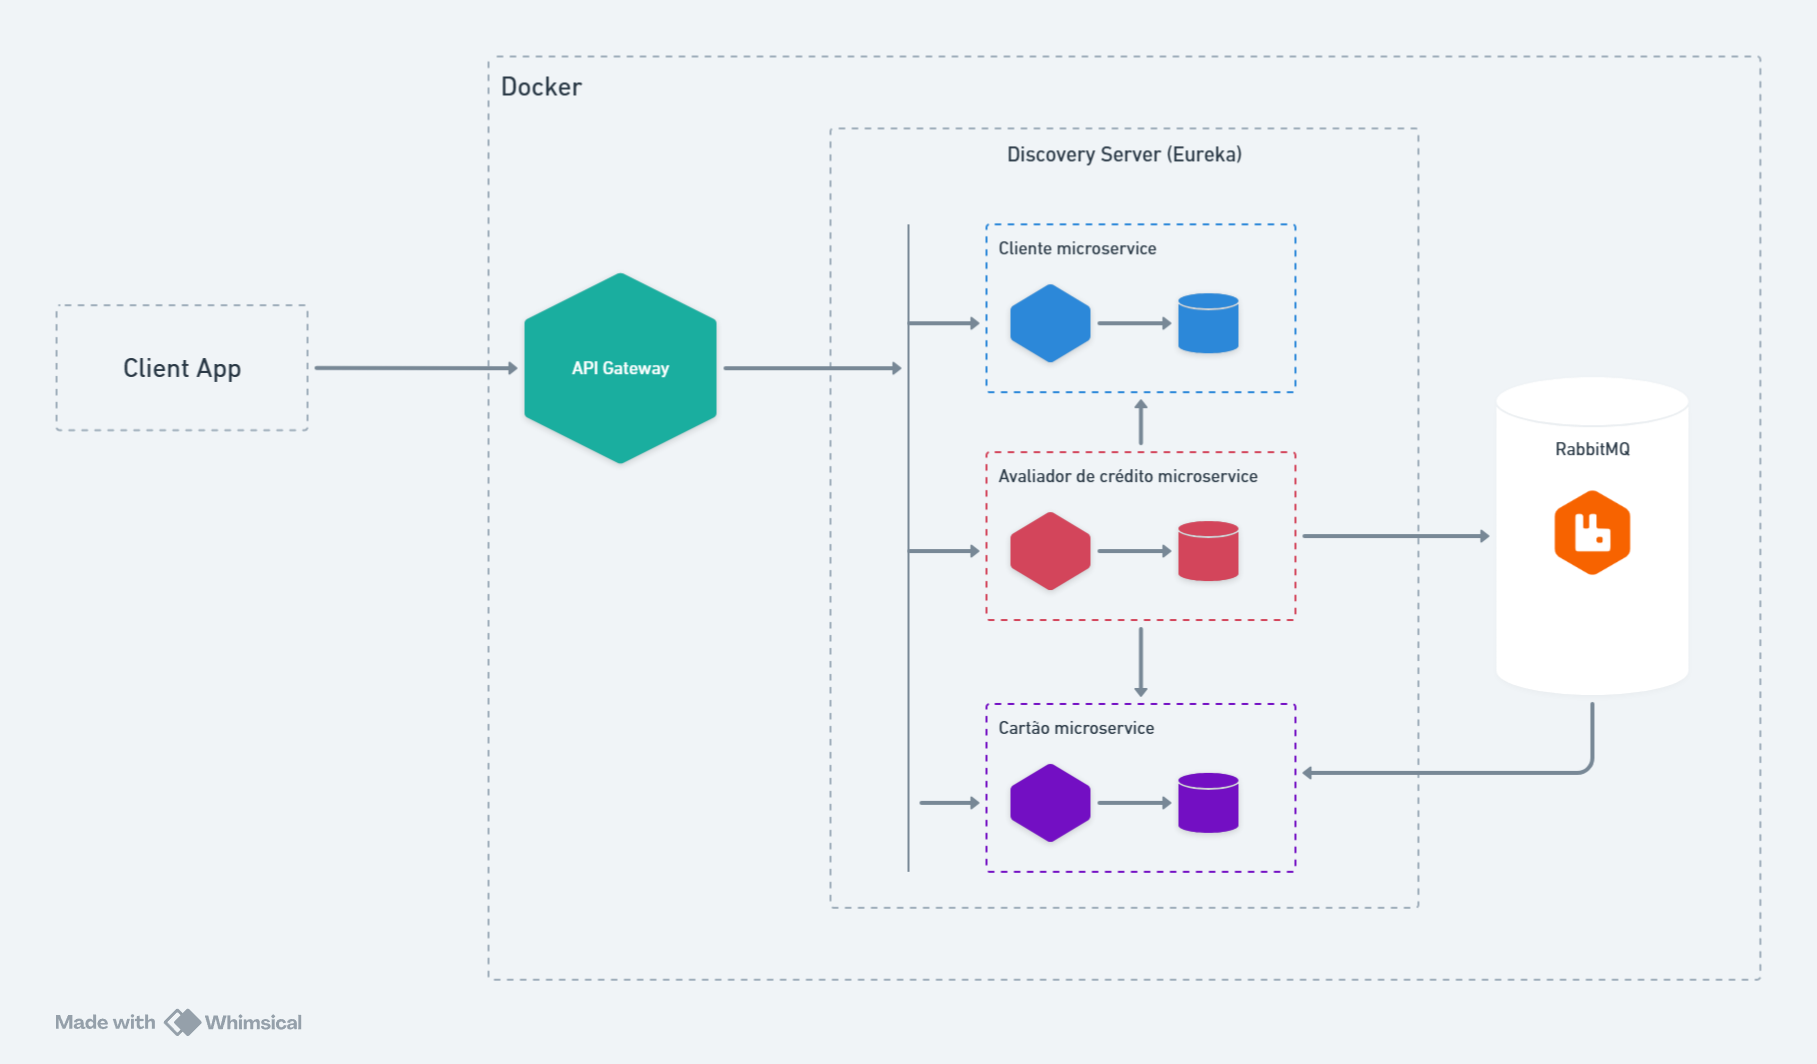 Docker
Discovery Server (Eureka)
Cliente microservice
Client App
API Gateway
RabbitMQ
Avaliador de crédito microservice
Cartão microservice
Made with Whimsical